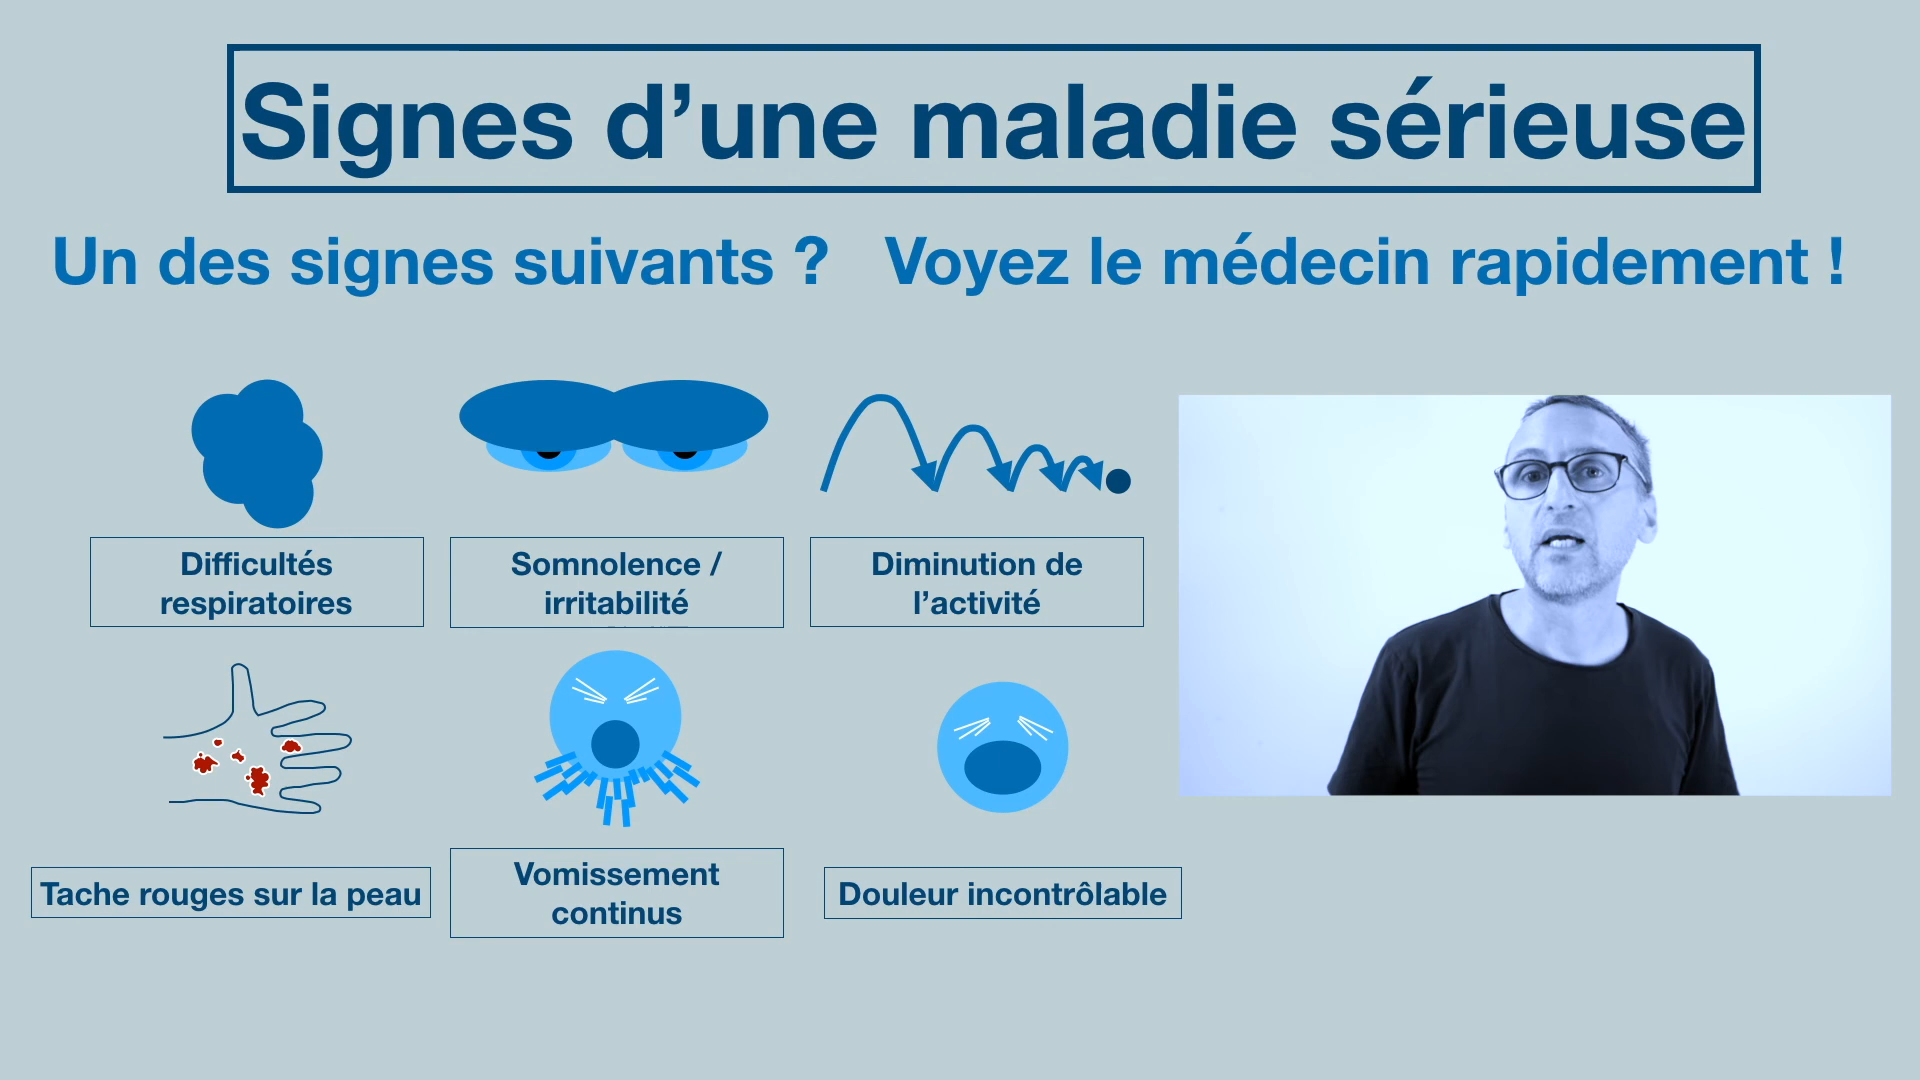 Signes d’une maladie sérieuse
Un des signes suivants ? Voyez le médecin rapidement !
Difficultés
respiratoires
Somnolence /
irritabilité
Diminution de
l’activité
Tache rouges sur la peau
Vomissement
continus
Douleur incontrôlable